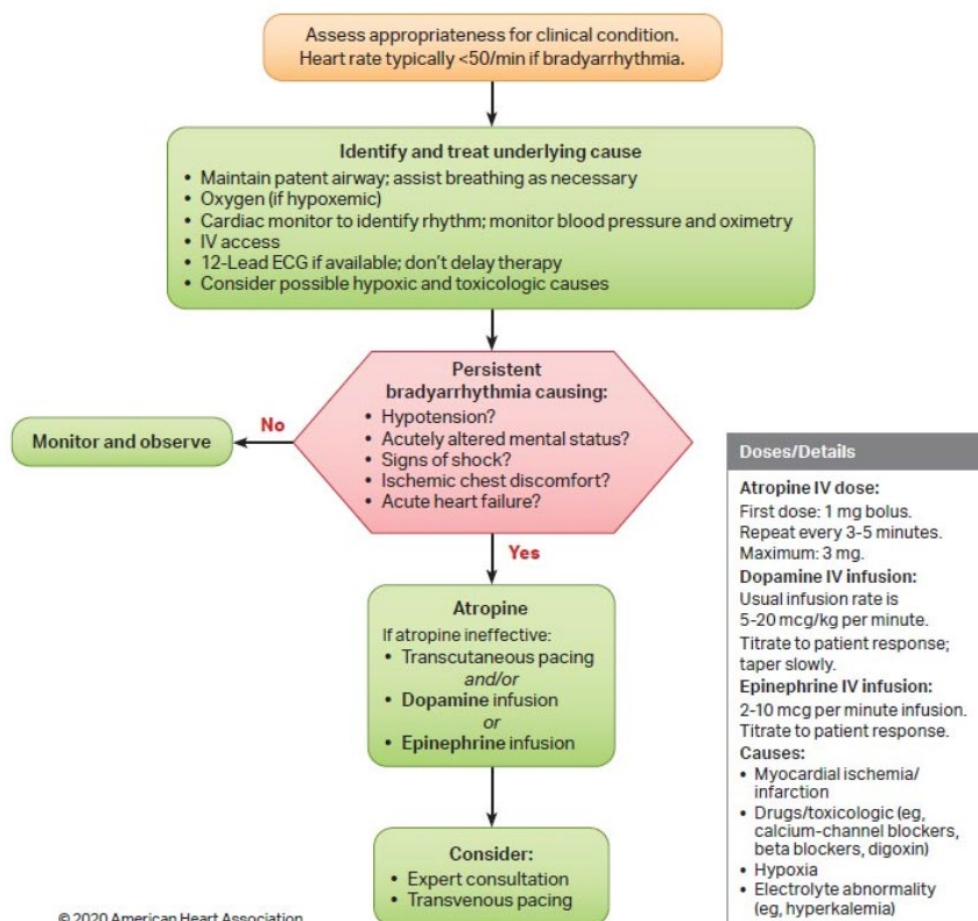 Assess appropriateness for clinical condition.
Heart rate typically <50/min if bradyarrhythmia.
Identify and treat underlying cause
• Maintain patent airway; assist breathing as necessary
• Oxygen (if hypoxemic)
• Cardiac monitor to identify rhythm; monitor blood pressure and oximetry
• IV access
• 12-Lead ECG if available; don't delay therapy
• Consider possible hypoxic and toxicologic causes
Persistent
bradyarrhythmia causing:
• Hypotension?
• Acutely altered mental status?
• Signs of shock?
• Ischemic chest discomfort?
• Acute heart failure?
No
Monitor and observe
Yes
Atropine
If atropine ineffective:
• Transcutaneous pacing
and/or
• Dopamine infusion
or
• Epinephrine infusion
Consider:
• Expert consultation
• Transvenous pacing
Doses/Details
Atropine IV dose:
First dose: 1 mg bolus.
Repeat every 3-5 minutes.
Maximum: 3 mg.
Dopamine IV infusion:
Usual infusion rate is
5-20 mcg/kg per minute.
Titrate to patient response;
taper slowly.
Epinephrine IV infusion:
2-10 mcg per minute infusion.
Titrate to patient response.
Causes:
• Myocardial ischemia/
infarction
• Drugs/toxicologic (eg,
calcium-channel blockers,
beta blockers, digoxin)
• Hypoxia
• Electrolyte abnormality
(eg, hyperkalemia)
© 2020 American Heart Association